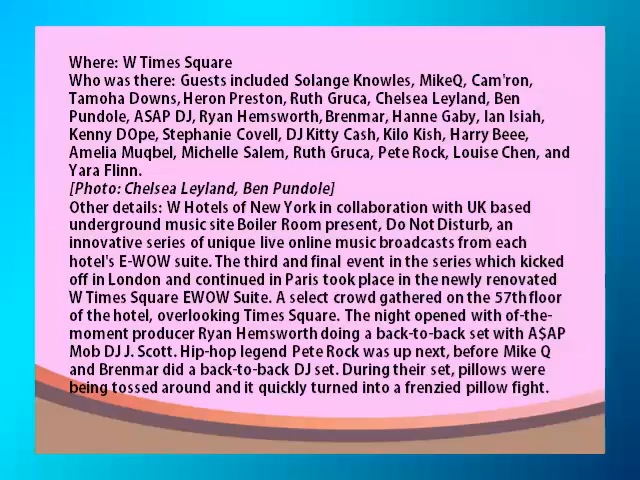 Where: W Times Square
Who was there: Guests included Solange Knowles, MikeQ, Cam'ron,
Tamoha Downs, Heron Preston, Ruth Gruca, Chelsea Leyland, Ben
Pundole, ASAP DJ, Ryan Hemsworth, Brenmar, Hanne Gaby, Ian Isiah,
Kenny DOpe, Stephanie Covell, DJ Kitty Cash, Kilo Kish, Harry Beee,
Amelia Muqbel, Michelle Salem, Ruth Gruca, Pete Rock, Louise Chen, and
Yara Flinn.
[Photo: Chelsea Leyland, Ben Pundole]
Other details: W Hotels of New York in collaboration with UK based
underground music site Boiler Room present, Do Not Disturb, an
innovative series of unique live online music broadcasts from each
hotel's E-WOW suite. The third and final event in the series which kicked
off in London and continued in Paris took place in the newly renovated
W Times Square EWOW Suite. A select crowd gathered on the 57th floor
of the hotel, overlooking Times Square. The night opened with of-the-
moment producer Ryan Hemsworth doing a back-to-back set with A$AP
Mob DJ J. Scott. Hip-hop legend Pete Rock was up next, before Mike Q
and Brenmar did a back-to-back DJ set. During their set, pillows were
being tossed around and it quickly turned into a frenzied pillow fight.